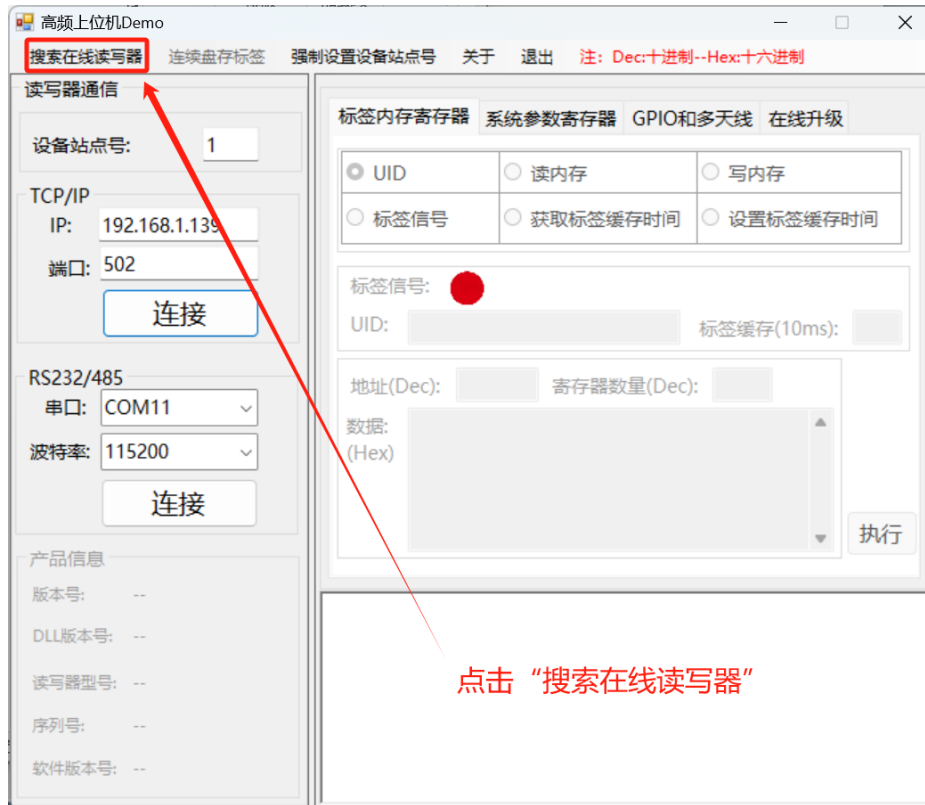 高频上位机Demo
搜索在线读写器 连续盘存标签 强制设置设备站点号 关于 退出 注：Dec:十进制--Hex:十六进制
读写器通信
设备站点号: 1
TCP/IP
IP: 192.168.1.139
端口: 502
连接
RS232/485
串口: COM11
波特率: 115200
连接
产品信息
版本号: --
DLL版本号: --
读写器型号: --
序列号: --
软件版本号: --
标签内存寄存器 系统参数寄存器 GPIO和多天线 在线升级
UID 读内存 写内存
标签信号 获取标签缓存时间 设置标签缓存时间
标签信号:
UID: 标签缓存(10ms):
地址(Dec): 寄存器数量(Dec):
数据:
(Hex)
执行
点击“搜索在线读写器”